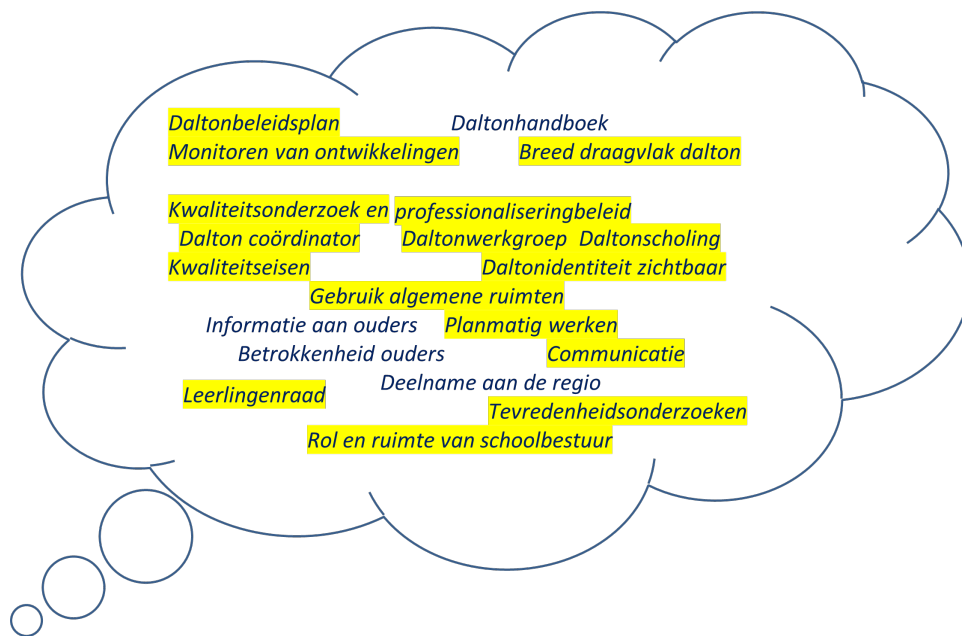 Daltonbeleidsplan Daltonhandboek
Monitoren van ontwikkelingen Breed draagvlak dalton
Kwaliteitsonderzoek en professionaliseringbeleid
Dalton coördinator Daltonwerkgroep Daltonscholing
Kwaliteitseisen Daltonidentiteit zichtbaar
Gebruik algemene ruimten
Informatie aan ouders Planmatig werken
Betrokkenheid ouders Communicatie
Deelname aan de regio
Leerlingenraad
Tevredenheidsonderzoeken
Rol en ruimte van schoolbestuur